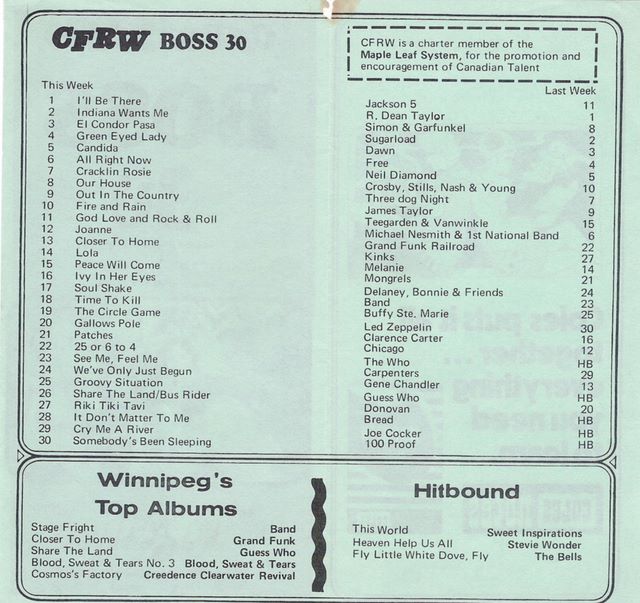 CFRW BOSS 30
CFRW is a charter member of the
Maple Leaf System, for the promotion and
encouragement of Canadian Talent
This Week Last Week
1 I'll Be There Jackson 5 11
2 Indiana Wants Me R. Dean Taylor 1
3 El Condor Pasa Simon & Garfunkel 8
4 Green Eyed Lady Sugarload 2
5 Candida Dawn 3
6 All Right Now Free 4
7 Cracklin Rosie Neil Diamond 5
8 Our House Crosby, Stills, Nash & Young 10
9 Out In The Country Three dog Night 7
10 Fire and Rain James Taylor 9
11 God Love and Rock & Roll Teegarden & Vanwinkle 15
12 Joanne Michael Nesmith & 1st National Band 6
13 Closer To Home Grand Funk Railroad 22
14 Lola Kinks 27
15 Peace Will Come Melanie 14
16 Ivy In Her Eyes Mongrels 21
17 Soul Shake Delaney, Bonnie & Friends 24
18 Time To Kill Band 23
19 The Circle Game Buffy Ste. Marie 25
20 Gallows Pole Led Zeppelin 30
21 Patches Clarence Carter 16
22 25 or 6 to 4 Chicago 12
23 See Me, Feel Me The Who HB
24 We've Only Just Begun Carpenters 29
25 Groovy Situation Gene Chandler 13
26 Share The Land/Bus Rider Guess Who HB
27 Riki Tiki Tavi Donovan 20
28 It Don't Matter To Me Bread HB
29 Cry Me A River Joe Cocker HB
30 Somebody's Been Sleeping 100 Proof HB
Winnipeg's
Top Albums
Stage Fright Band
Closer To Home Grand Funk
Share The Land Guess Who
Blood, Sweat & Tears No. 3 Blood, Sweat & Tears
Cosmo's Factory Creedence Clearwater Revival
Hitbound
This World Sweet Inspirations
Heaven Help Us All Stevie Wonder
Fly Little White Dove, Fly The Bells